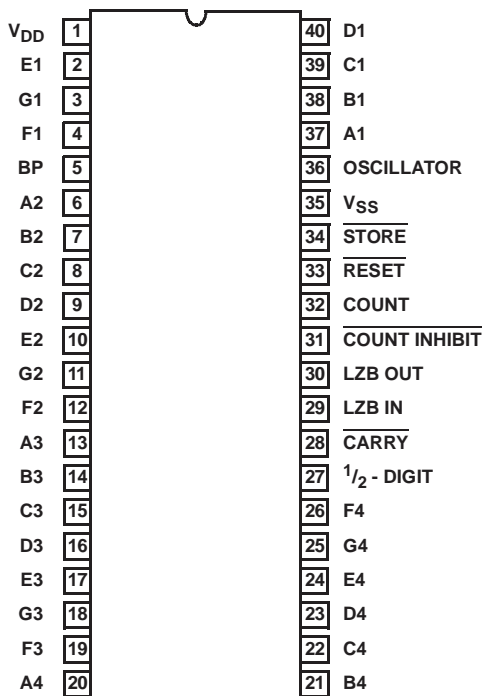 VDD 1 40 D1
E1 2 39 C1
G1 3 38 B1
F1 4 37 A1
BP 5 36 OSCILLATOR
A2 6 35 VSS
B2 7 34 STORE
C2 8 33 RESET
D2 9 32 COUNT
E2 10 31 COUNT INHIBIT
G2 11 30 LZB OUT
F2 12 29 LZB IN
A3 13 28 CARRY
B3 14 27 1/2 - DIGIT
C3 15 26 F4
D3 16 25 G4
E3 17 24 E4
G3 18 23 D4
F3 19 22 C4
A4 20 21 B4